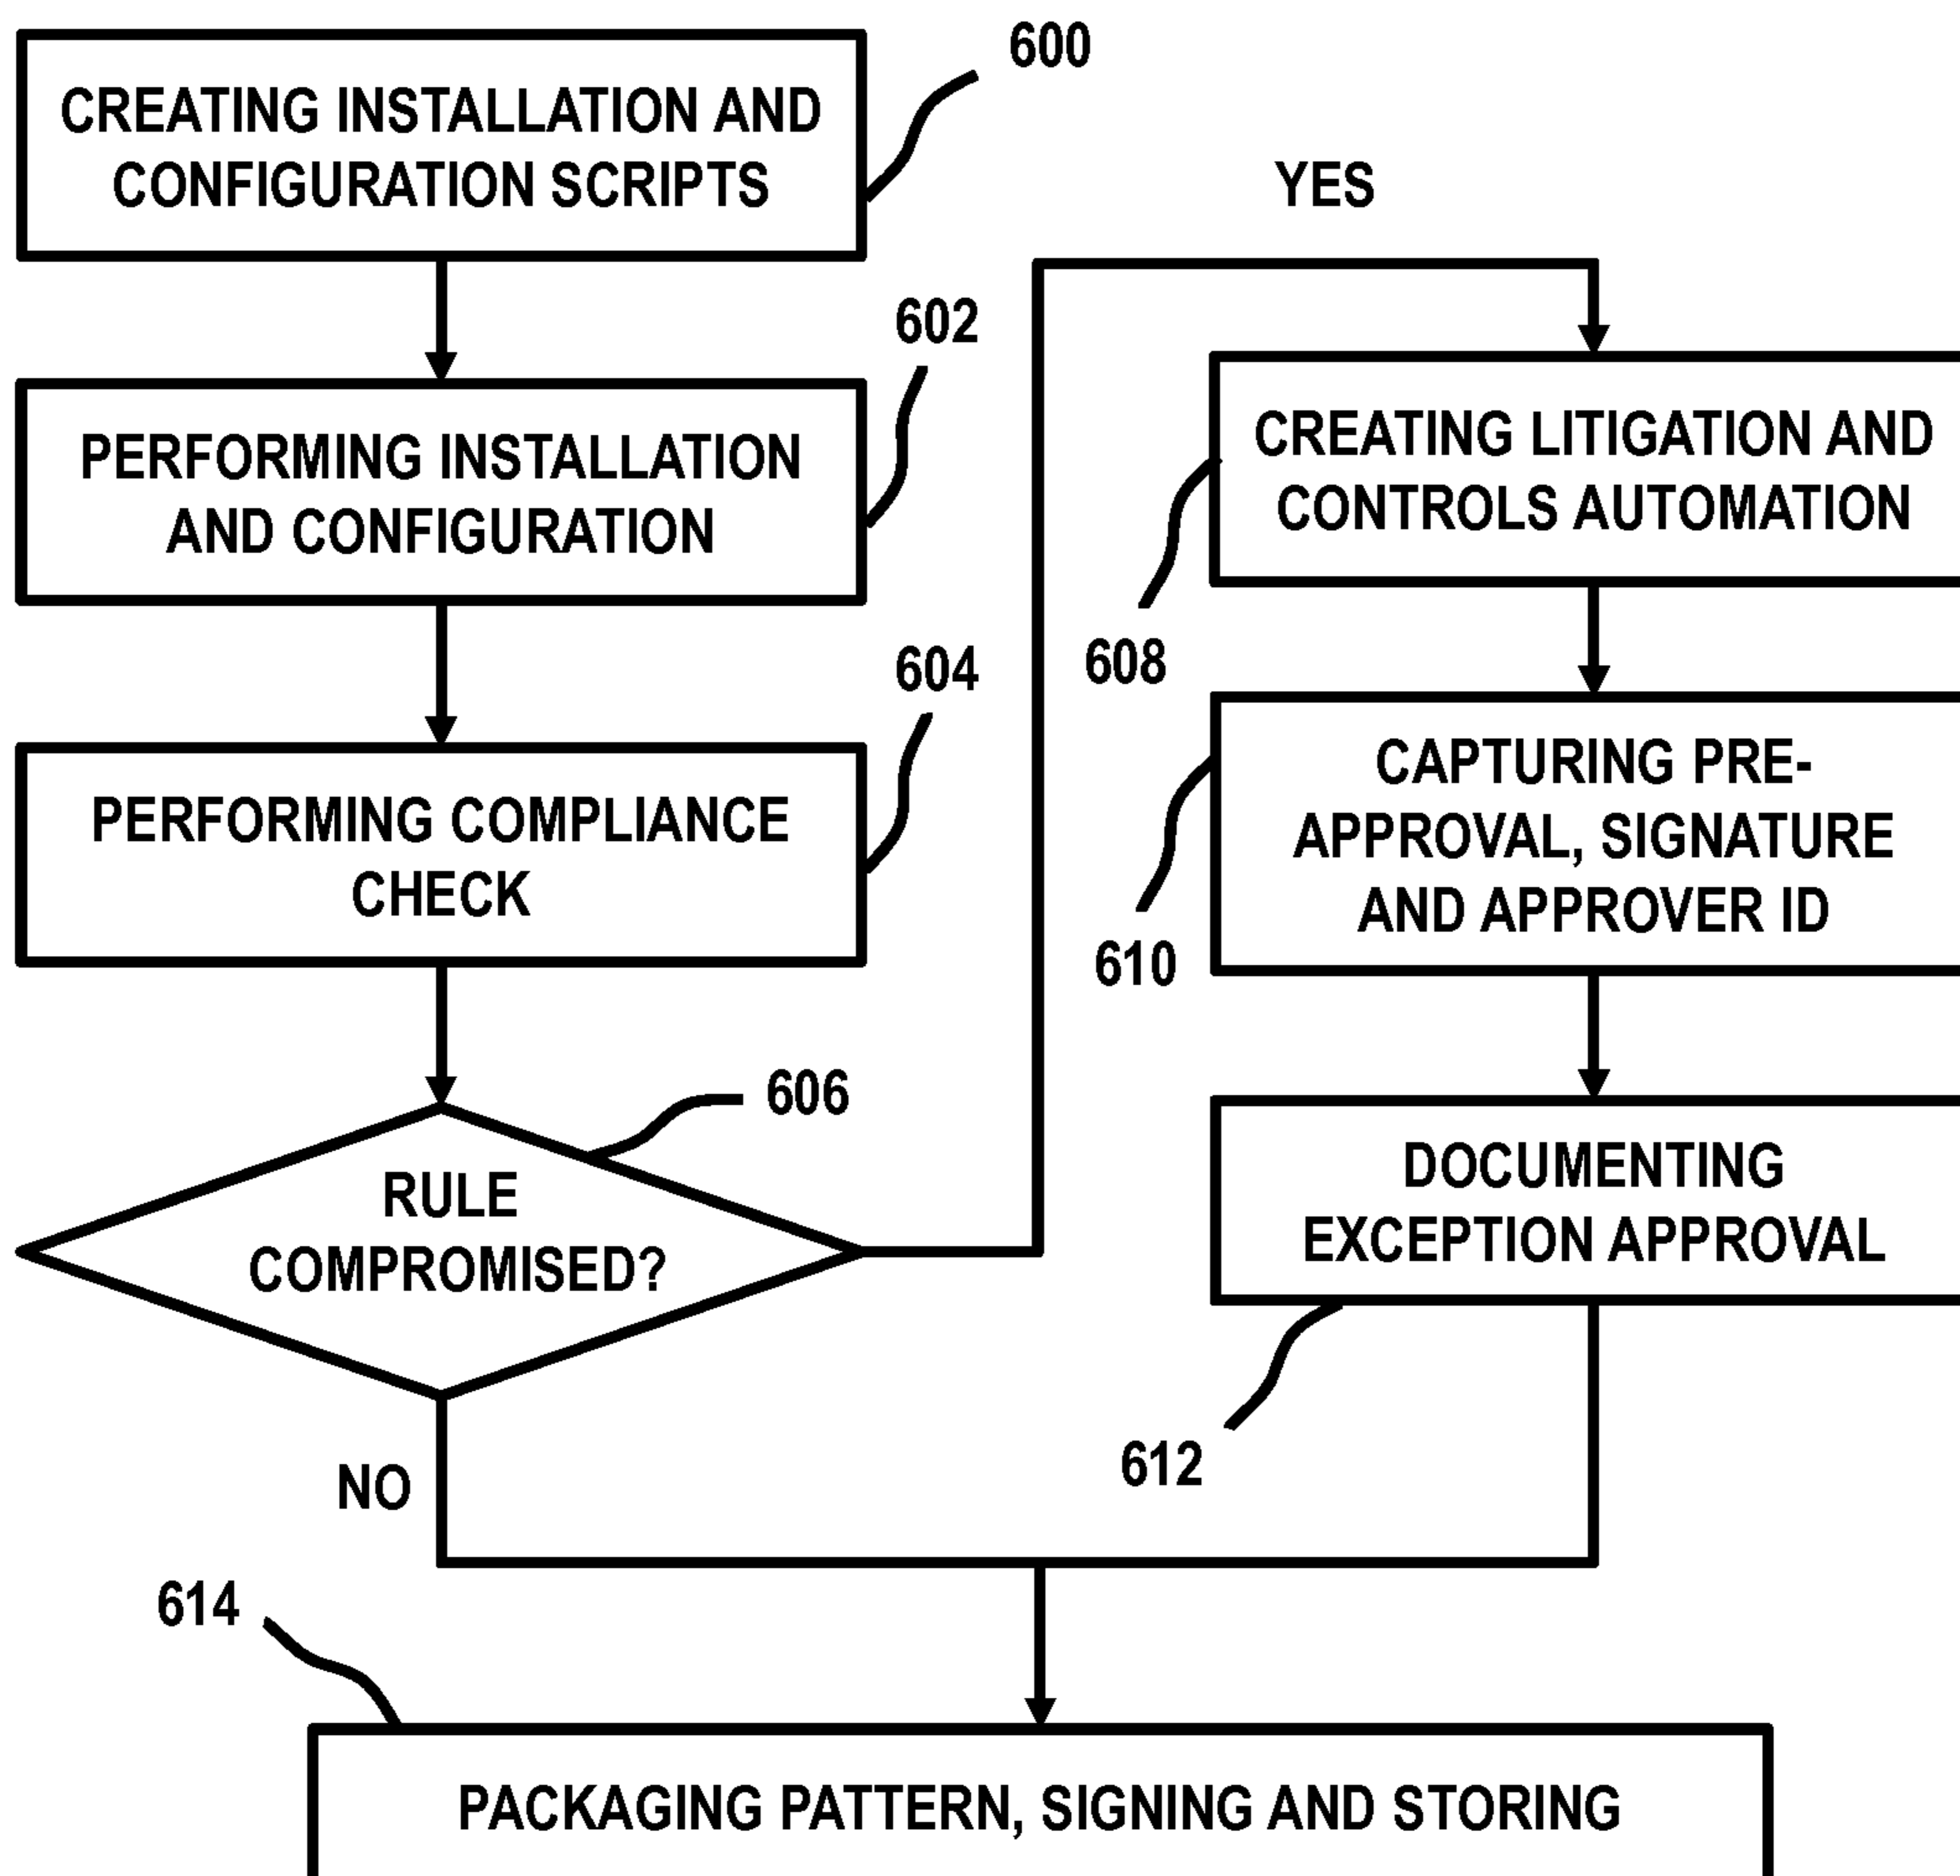 600
CREATING INSTALLATION AND
CONFIGURATION SCRIPTS
602
PERFORMING INSTALLATION
AND CONFIGURATION
604
PERFORMING COMPLIANCE
CHECK
606
RULE
COMPROMISED?
NO
YES
CREATING LITIGATION AND
CONTROLS AUTOMATION
608
CAPTURING PRE-
APPROVAL, SIGNATURE
AND APPROVER ID
610
DOCUMENTING
EXCEPTION APPROVAL
612
614
PACKAGING PATTERN, SIGNING AND STORING